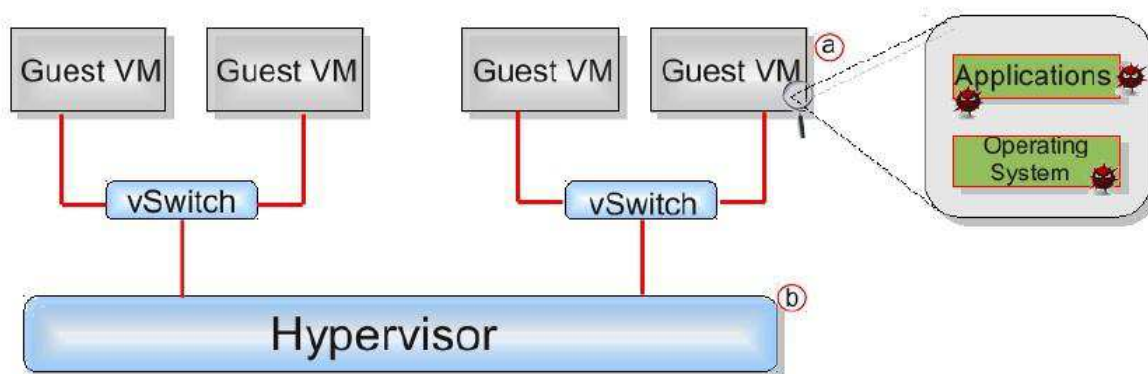 Guest VM
Guest VM
Guest VM
Guest VM
a
Applications
Operating
System
vSwitch
vSwitch
b
Hypervisor